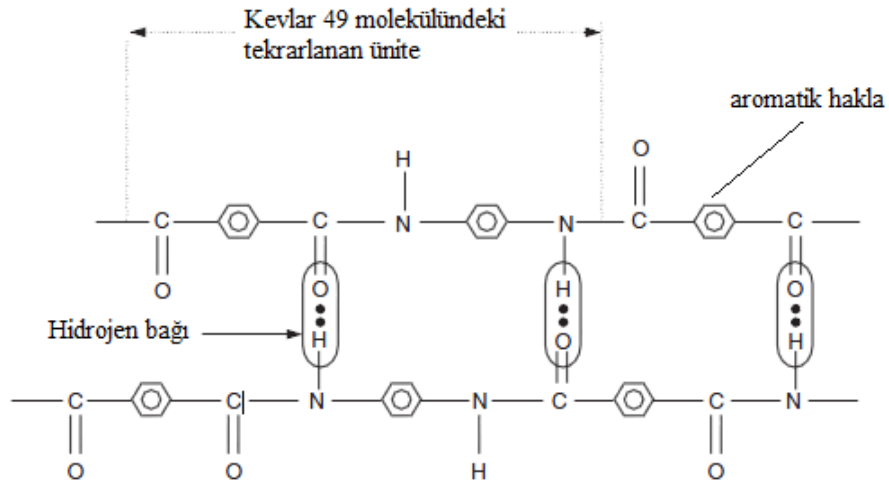 Kevlar 49 molekülündeki
tekrarlanan ünite
aromatik hakla
H
O
C
C
N
N
C
C
O
O
H
O
Hidrojen bağı
H
O
H
C
C|
N
N
C
C
N
O
O
H
O